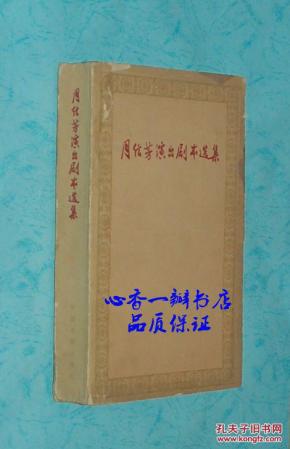 周信芳演出剧本选集
周信芳演出剧本选集
心香一瓣书店
品质保证
孔夫子旧书网